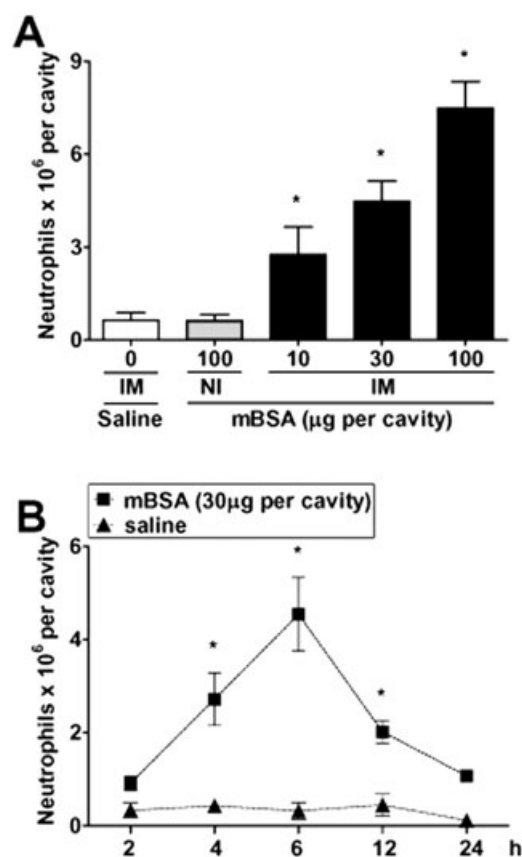 A
Neutrophils x 10⁶ per cavity
9
6
3
0
*
*
*
0 100 10 30 100
IM NI IM
Saline mBSA (μg per cavity)
B
mBSA (30μg per cavity)
saline
Neutrophils x 10⁶ per cavity
6
4
2
0
*
*
*
2 4 6 12 24 h